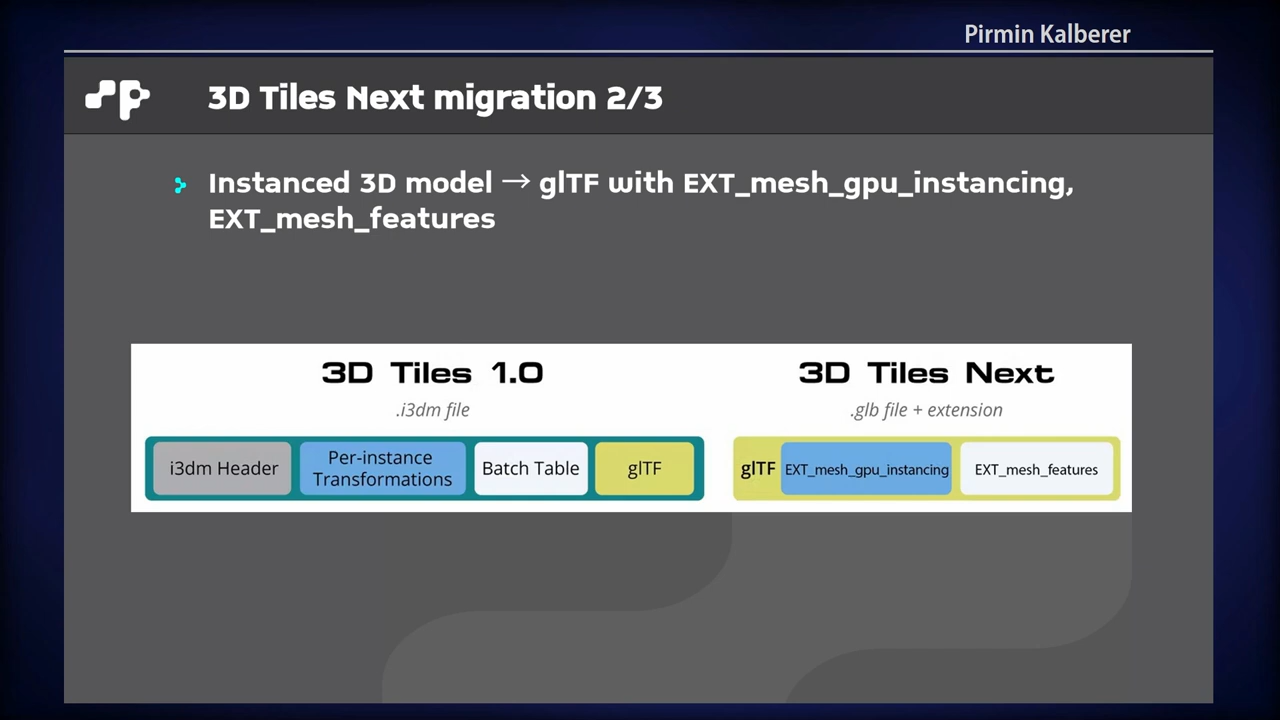 Pirmin Kalberer
3D Tiles Next migration 2/3
Instanced 3D model → glTF with EXT_mesh_gpu_instancing,
EXT_mesh_features
3D Tiles 1.0
.i3dm file
i3dm Header
Per-instance
Transformations
Batch Table
glTF
3D Tiles Next
.glb file + extension
glTF
EXT_mesh_gpu_instancing
EXT_mesh_features